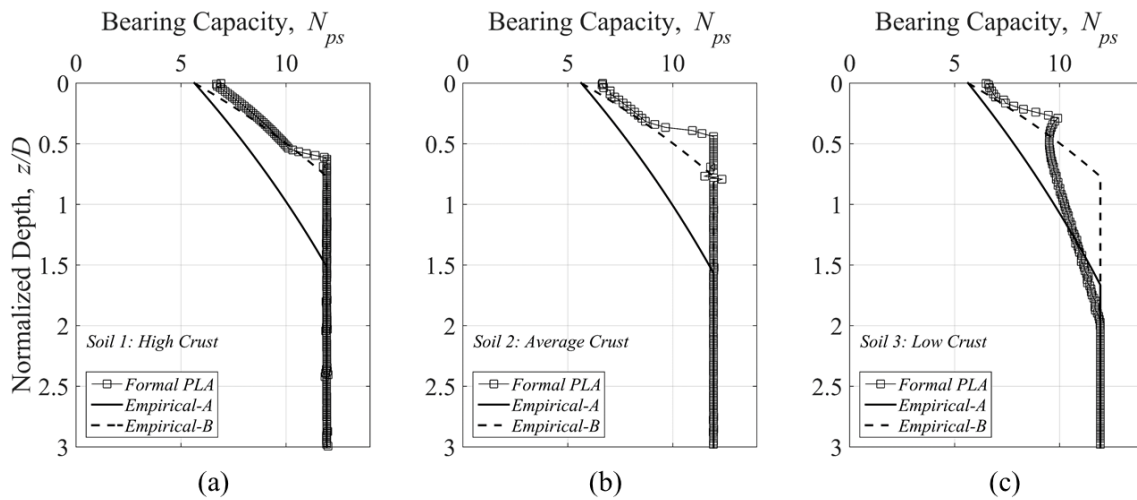 Bearing Capacity, N_ps
0 5 10
Normalized Depth, z/D
0
0.5
1
1.5
2
2.5
3
Soil 1: High Crust
Formal PLA
Empirical-A
Empirical-B
(a)
Bearing Capacity, N_ps
0 5 10
0
0.5
1
1.5
2
2.5
3
Soil 2: Average Crust
Formal PLA
Empirical-A
Empirical-B
(b)
Bearing Capacity, N_ps
0 5 10
0
0.5
1
1.5
2
2.5
3
Soil 3: Low Crust
Formal PLA
Empirical-A
Empirical-B
(c)